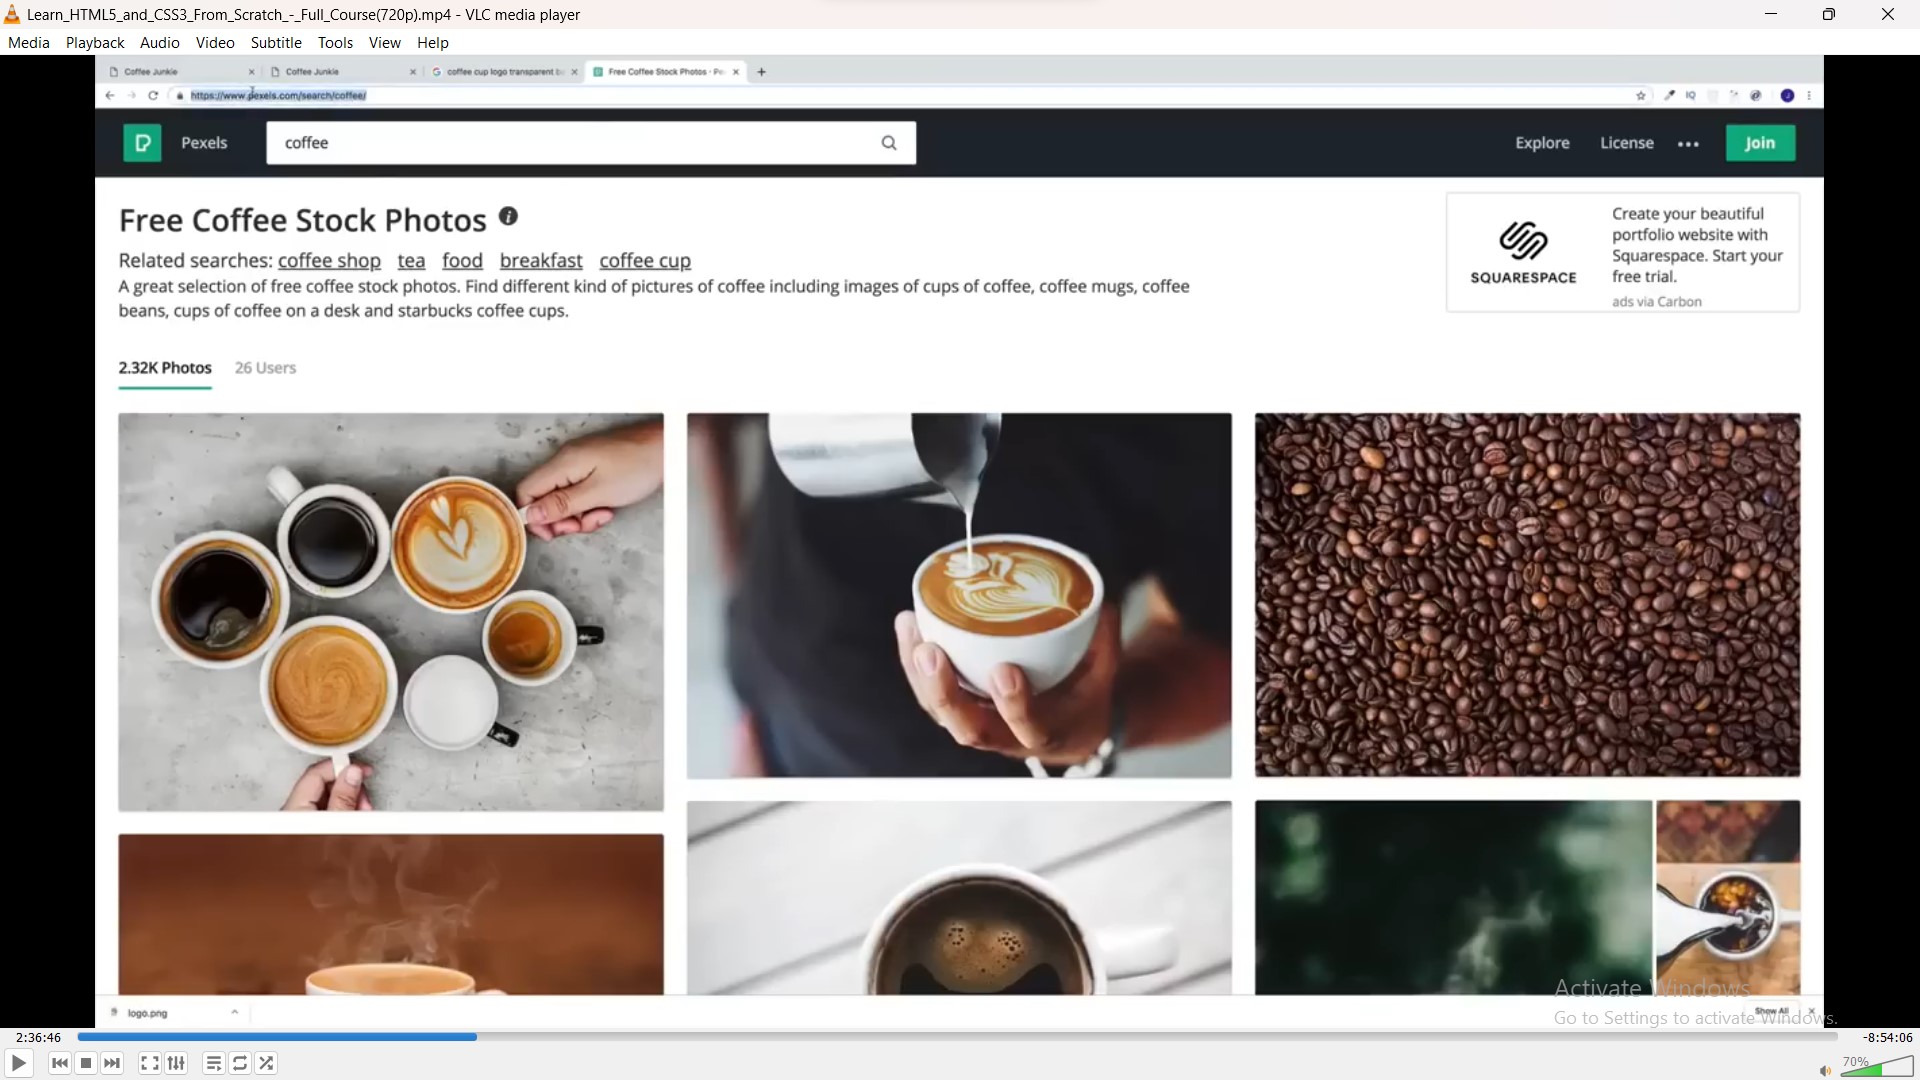 Learn_HTML5_and_CSS3_From_Scratch_-_Full_Course(720p).mp4 - VLC media player
Media Playback Audio Video Subtitle Tools View Help
Coffee Junkie Coffee Junkie coffee cup logo transparent b Free Coffee Stock Photos · Pe
https://www.pexels.com/search/coffee/
Pexels coffee Explore License Join
Free Coffee Stock Photos
Related searches: coffee shop tea food breakfast coffee cup
A great selection of free coffee stock photos. Find different kind of pictures of coffee including images of cups of coffee, coffee mugs, coffee
beans, cups of coffee on a desk and starbucks coffee cups.
SQUARESPACE
Create your beautiful
portfolio website with
Squarespace. Start your
free trial.
ads via Carbon
2.32K Photos 26 Users
Activate Windows
Go to Settings to activate Windows.
logo.png Show All
2:36:46 -8:54:06
70%